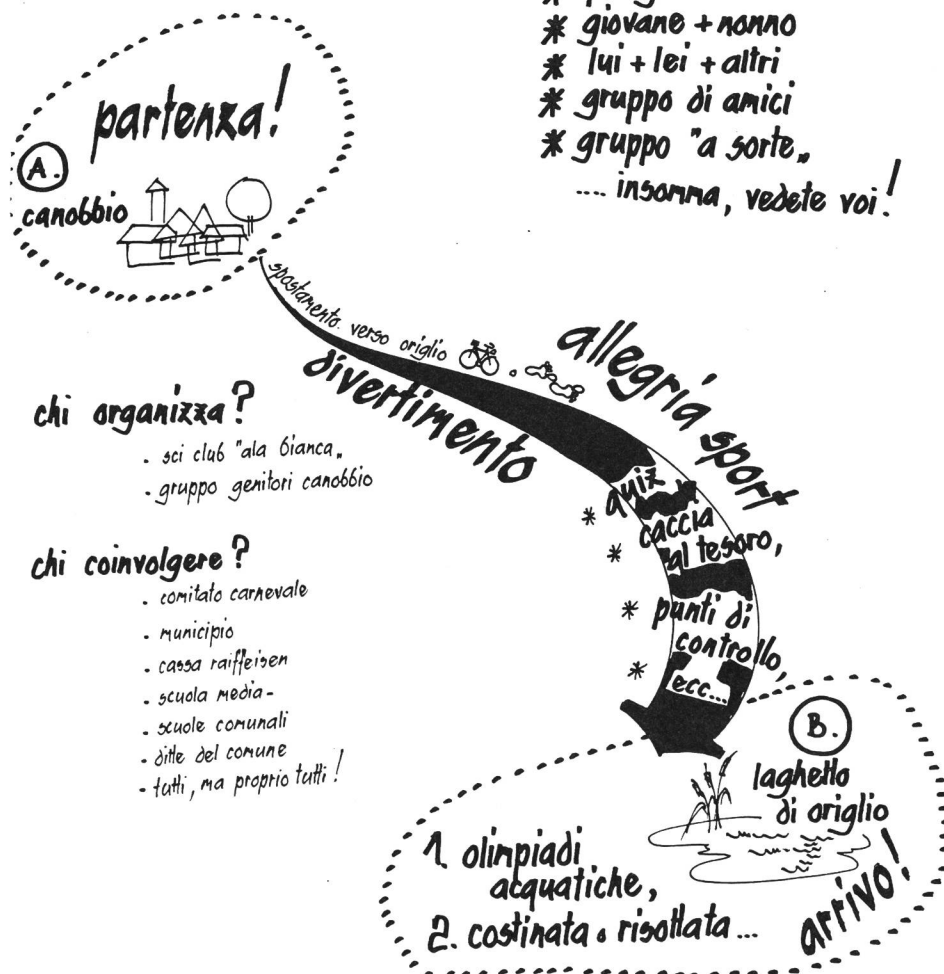 * giovane + nonno
* lui + lei + altri
* gruppo di amici
* gruppo "a sorte„
.... insomma, vedete voi!
partenza!
A.
canobbio
spostamento verso origlio
divertimento
allegria sport
* quiz
* caccia
al tesoro,
* punti di
controllo,
* ecc...
chi organizza?
. sci club "ala bianca„
. gruppo genitori canobbio
chi coinvolgere?
. comitato carnevale
. municipio
. cassa raiffeisen
. scuola media -
. scuole comunali
. ditte del comune
. tutti, ma proprio tutti!
B.
laghetto
di origlio
arrivo!
1. olimpiadi
acquatiche,
2. costinata o risottata...